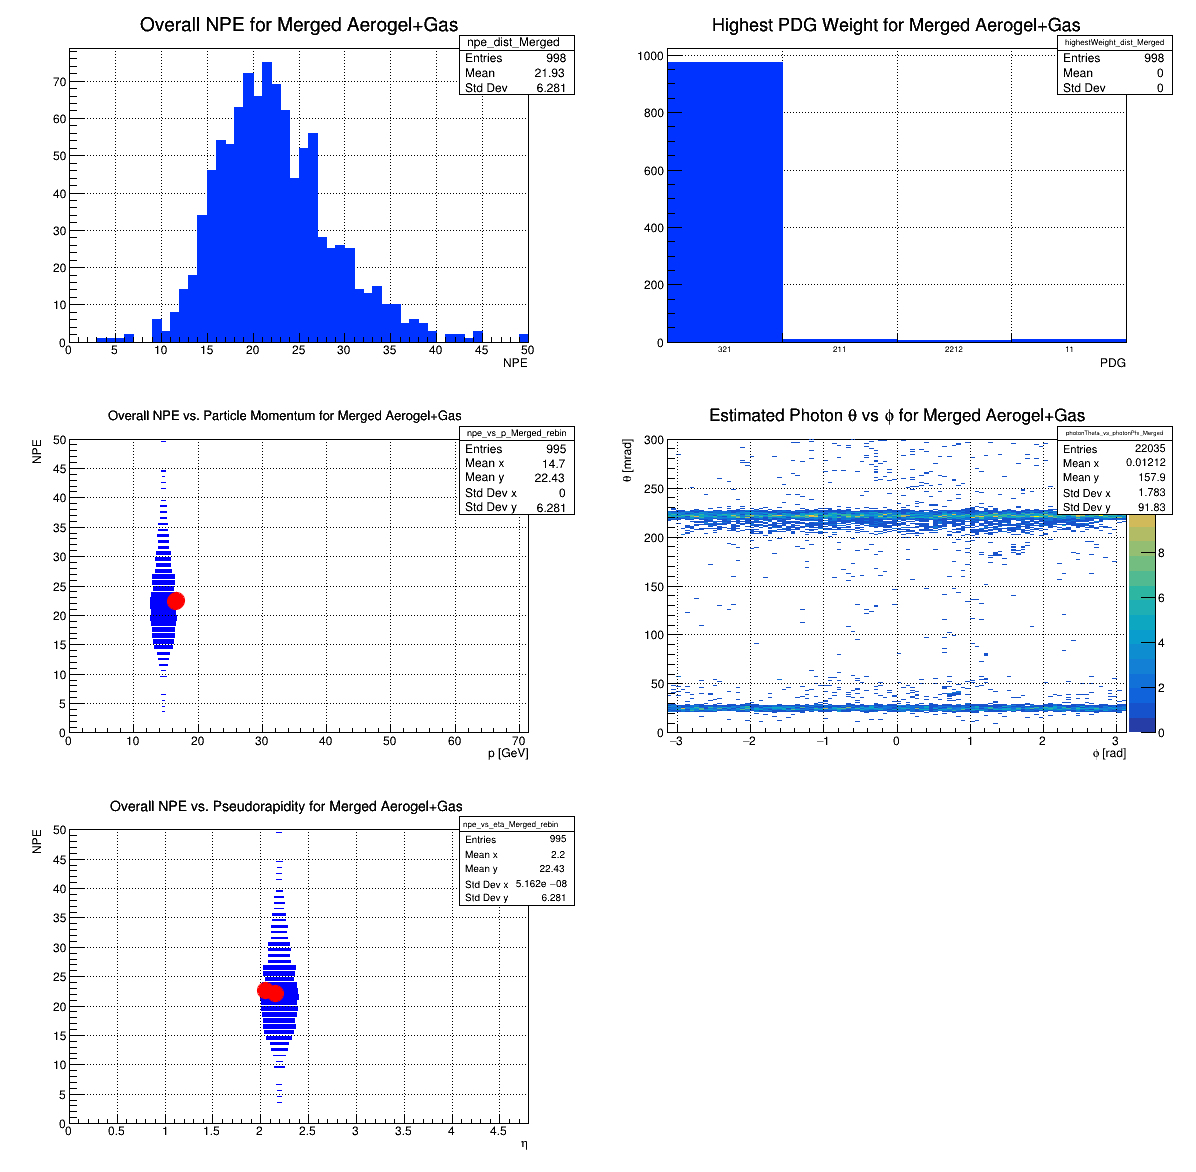 Overall NPE for Merged Aerogel+Gas
npe_dist_Merged
Entries 998
Mean 21.93
Std Dev 6.281
70
60
50
40
30
20
10
0
0 5 10 15 20 25 30 35 40 45 50
NPE
Highest PDG Weight for Merged Aerogel+Gas
highestWeight_dist_Merged
Entries 998
Mean 0
Std Dev 0
1000
800
600
400
200
0
321 211 2212 11
PDG
Overall NPE vs. Particle Momentum for Merged Aerogel+Gas
npe_vs_p_Merged_rebin
Entries 995
Mean x 14.7
Mean y 22.43
Std Dev x 0
Std Dev y 6.281
NPE
50
45
40
35
30
25
20
15
10
5
0
0 10 20 30 40 50 60 70
p [GeV]
Estimated Photon θ vs ϕ for Merged Aerogel+Gas
photonTheta_vs_photonPhi_Merged
Entries 22035
Mean x 0.01212
Mean y 157.9
Std Dev x 1.783
Std Dev y 91.83
θ [mrad]
300
250
200
150
100
50
0
−3 −2 −1 0 1 2 3
ϕ [rad]
8
6
4
2
0
Overall NPE vs. Pseudorapidity for Merged Aerogel+Gas
npe_vs_eta_Merged_rebin
Entries 995
Mean x 2.2
Mean y 22.43
Std Dev x 5.162e −08
Std Dev y 6.281
NPE
50
45
40
35
30
25
20
15
10
5
0
0 0.5 1 1.5 2 2.5 3 3.5 4 4.5
η